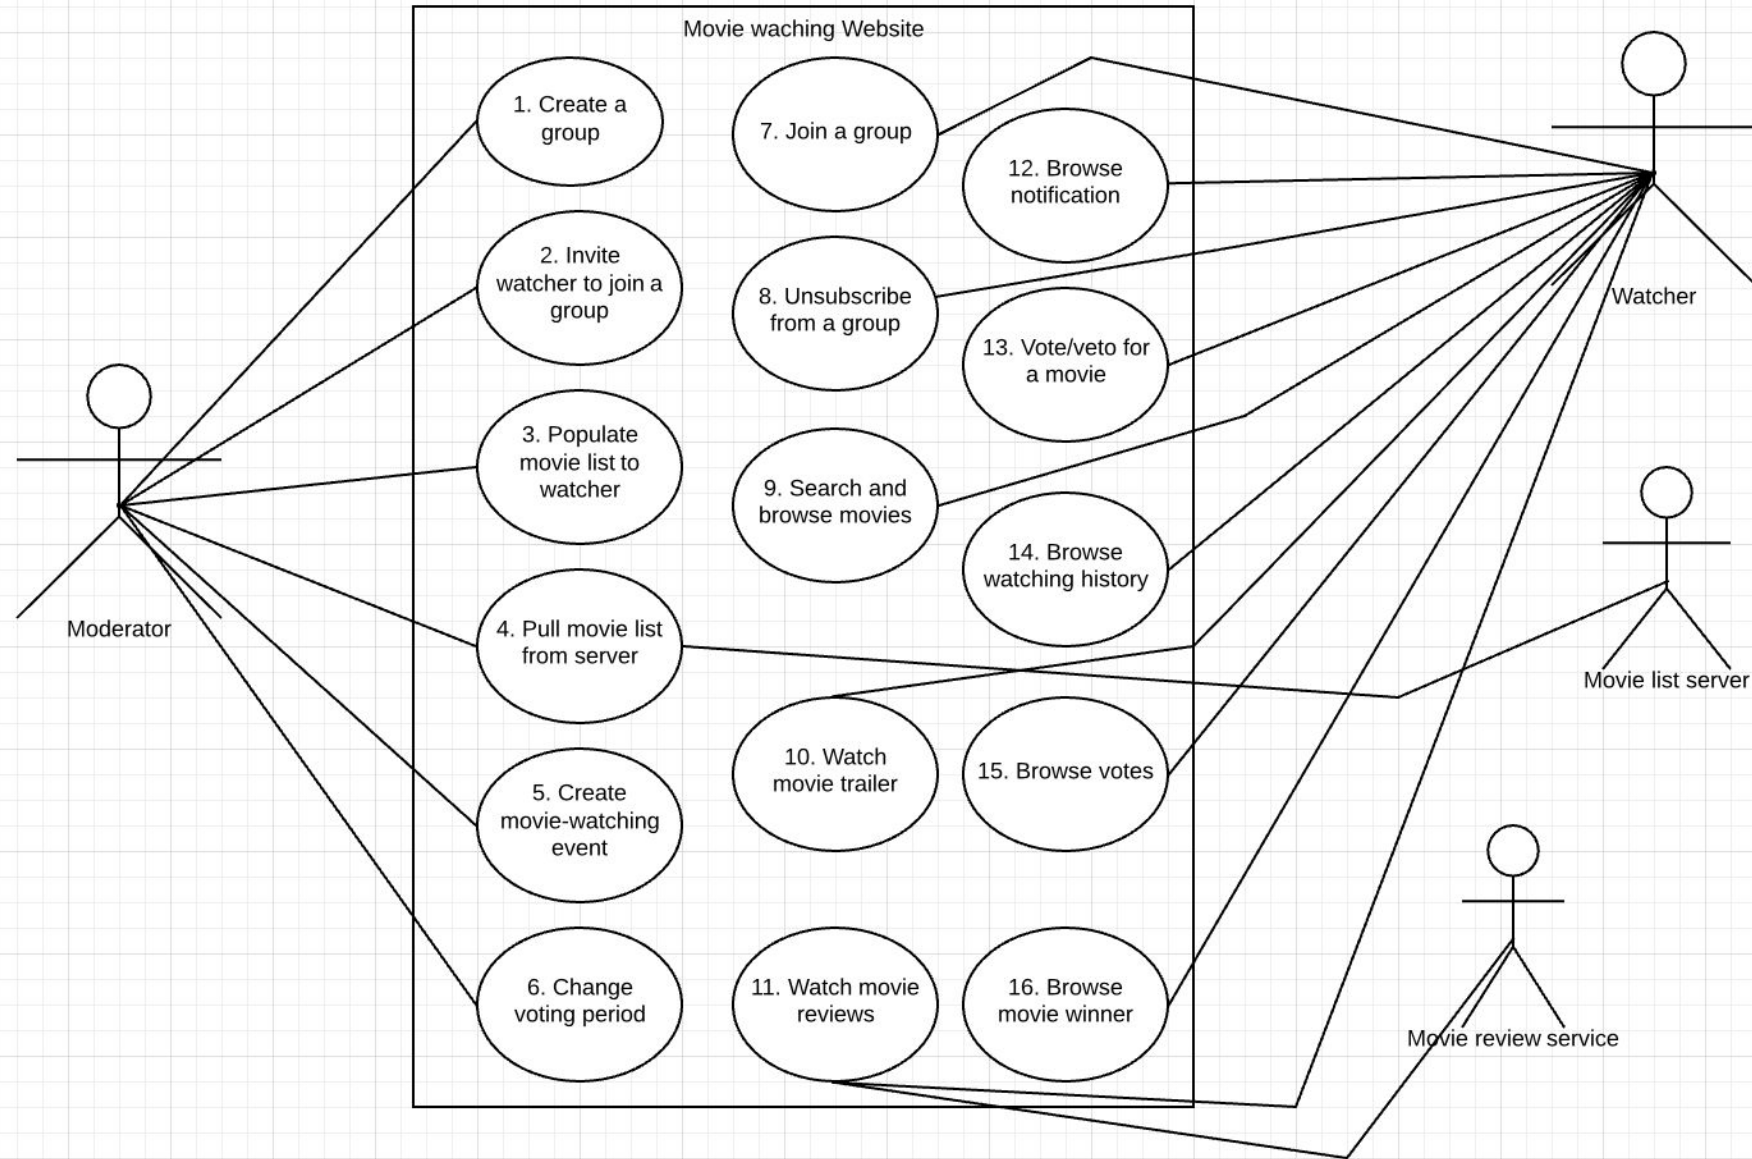 Movie waching Website
1. Create a
group
2. Invite
watcher to join a
group
3. Populate
movie list to
watcher
4. Pull movie list
from server
5. Create
movie-watching
event
6. Change
voting period
7. Join a group
8. Unsubscribe
from a group
9. Search and
browse movies
10. Watch
movie trailer
11. Watch movie
reviews
12. Browse
notification
13. Vote/veto for
a movie
14. Browse
watching history
15. Browse votes
16. Browse
movie winner
Moderator
Watcher
Movie list server
Movie review service